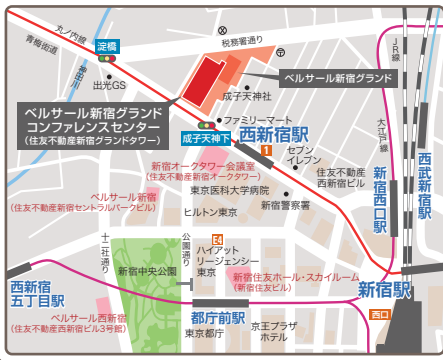 淀橋
丸ノ内線
青梅街道
税務署通り
JR線
神田川
出光GS
ベルサール新宿グランド
成子天神社
ベルサール新宿グランド
コンファレンスセンター
(住友不動産新宿グランドタワー)
ファミリーマート
成子天神下
西新宿駅
1
大江戸線
セブン
イレブン
新宿オークタワー会議室
(住友不動産新宿オークタワー)
住友不動産
西新宿ビル
西武新宿駅
東京医科大学病院
新宿西口駅
ベルサール新宿
(住友不動産新宿セントラルパークビル)
新宿警察署
ヒルトン東京
十二社通り
公園通り
E4
ハイアット
リージェンシー
東京
新宿中央公園
新宿住友ホール・スカイルーム
(新宿住友ビル)
西新宿
五丁目駅
新宿駅
西口
都庁前駅
ベルサール西新宿
(住友不動産西新宿ビル3号館)
東京都庁
京王プラザ
ホテル